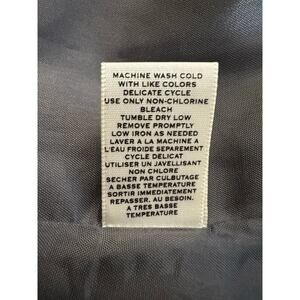 MACHINE WASH COLD
WITH LIKE COLORS
DELICATE CYCLE
USE ONLY NON-CHLORINE
BLEACH
TUMBLE DRY LOW
REMOVE PROMPTLY
LOW IRON AS NEEDED
LAVER A LA MACHINE A
L'EAU FROIDE SEPAREMENT
CYCLE DELICAT
UTILISER UN JAVELLISANT
NON CHLORE
SECHER PAR CULBUTAGE
A BASSE TEMPERATURE
SORTIR IMMEDIATEMENT
REPASSER, AU BESOIN,
A TRES BASSE
TEMPERATURE